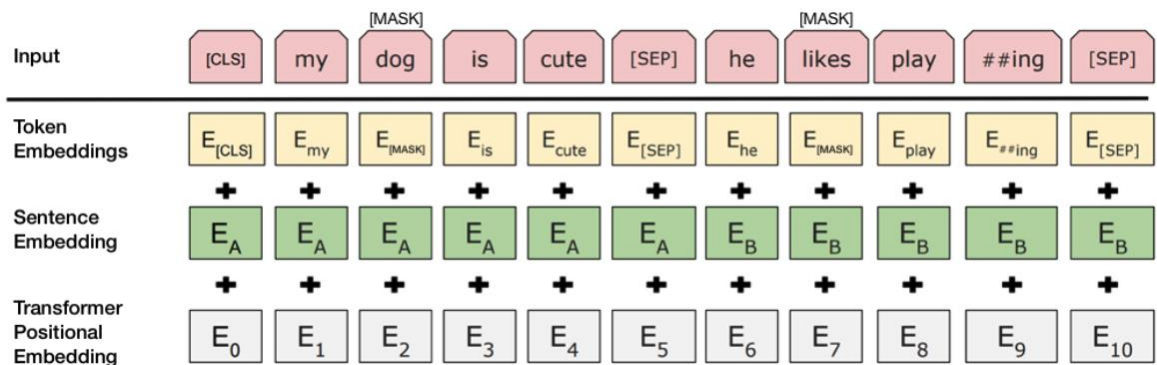 [MASK] [MASK]
Input [CLS] my dog is cute [SEP] he likes play ##ing [SEP]
Token Embeddings E[CLS] Emy E[MASK] Eis Ecute E[SEP] Ehe E[MASK] Eplay E##ing E[SEP]
+ + + + + + + + + + +
Sentence Embedding EA EA EA EA EA EA EB EB EB EB EB
+ + + + + + + + + + +
Transformer Positional Embedding E0 E1 E2 E3 E4 E5 E6 E7 E8 E9 E10